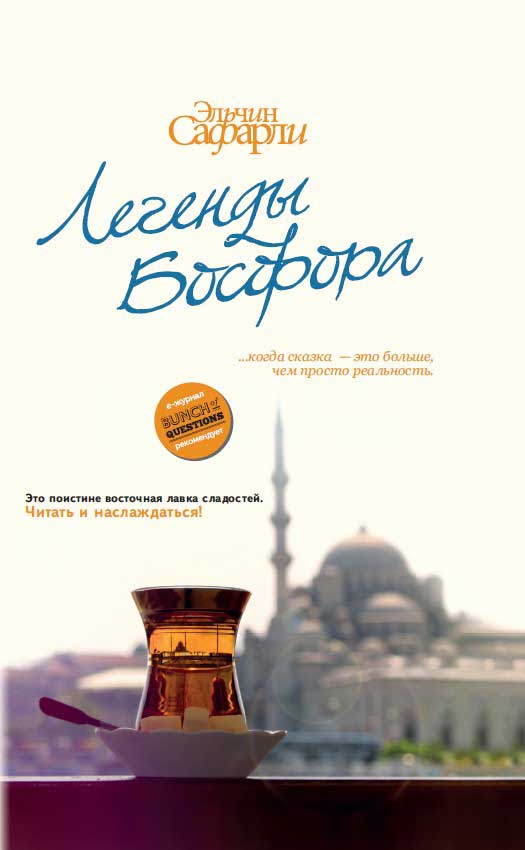 Эльчин
Сафарли
Легенды
Босфора
...когда сказка — это больше,
чем просто реальность.
е-журнал
BUNCH of
QUESTIONS
рекомендует
Это поистине восточная лавка сладостей.
Читать и наслаждаться!